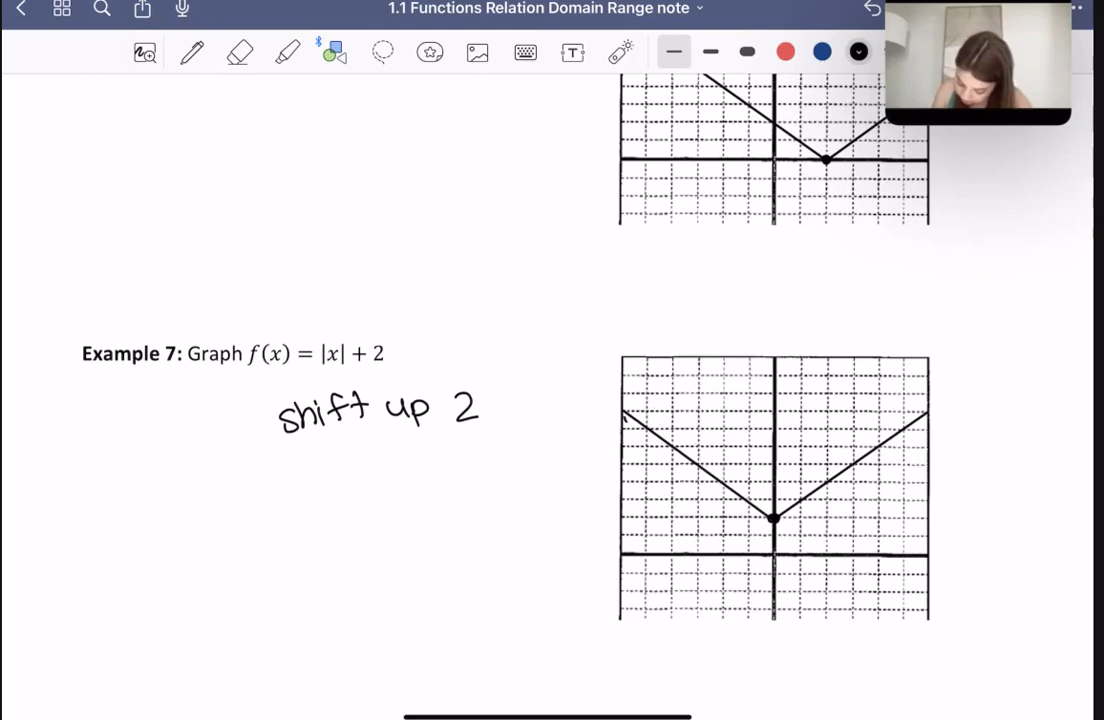 1.1 Functions Relation Domain Range note
T
Example 7: Graph f(x) = |x| + 2
shift up 2